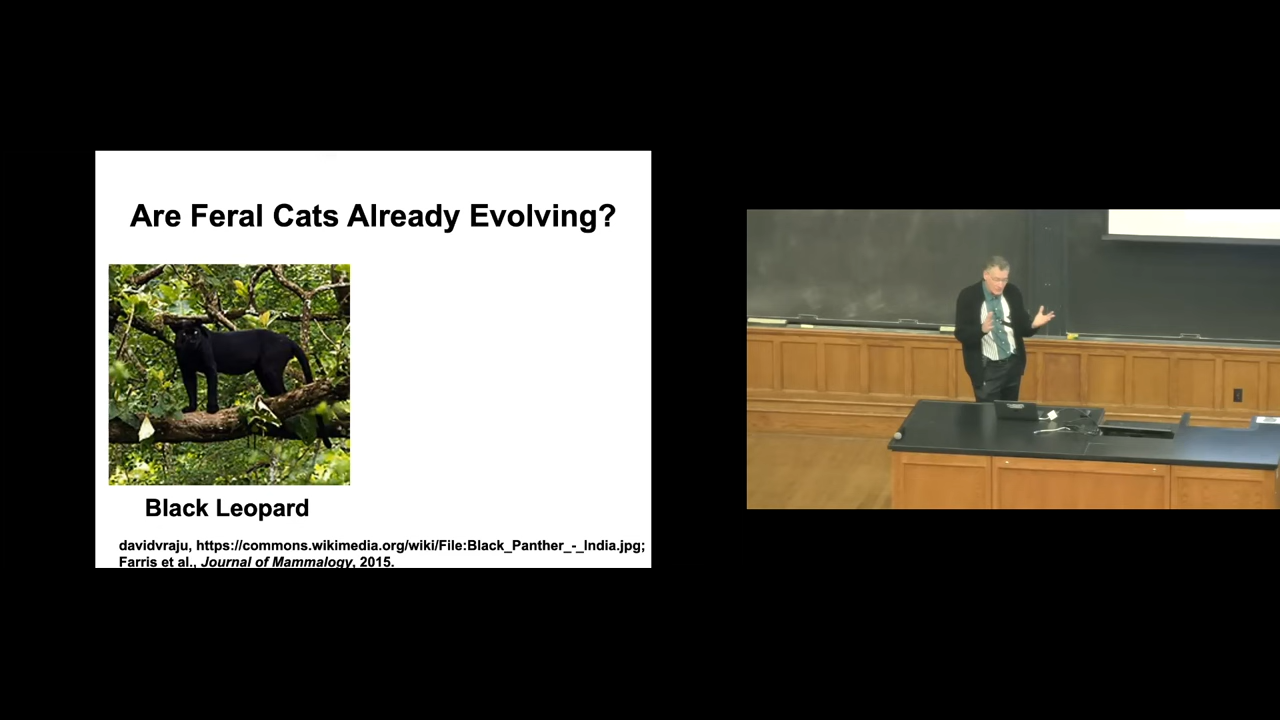 Are Feral Cats Already Evolving?
Black Leopard
davidvraju, https://commons.wikimedia.org/wiki/File:Black_Panther_-_India.jpg;
Farris et al., Journal of Mammalogy, 2015.